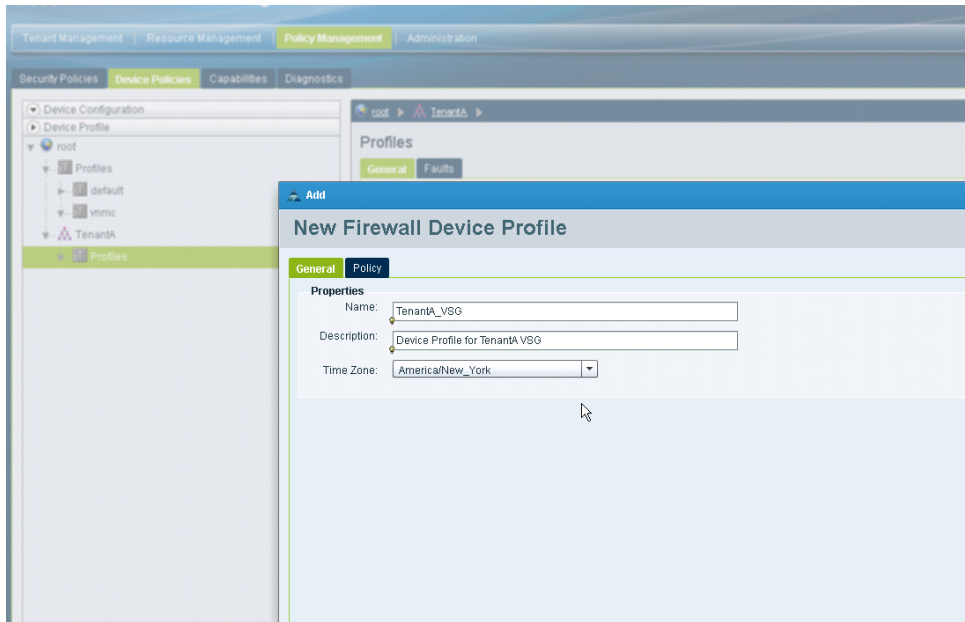 Tenant Management | Resource Management | Policy Management | Administration
Security Policies Device Policies Capabilities Diagnostics
Device Configuration
Device Profile
root
Profiles
default
vnmc
TenantA
Profiles
root TenantA
Profiles
General Faults
Add
New Firewall Device Profile
General Policy
Properties
Name: TenantA_VSG
Description: Device Profile for TenantA VSG
Time Zone: America/New_York